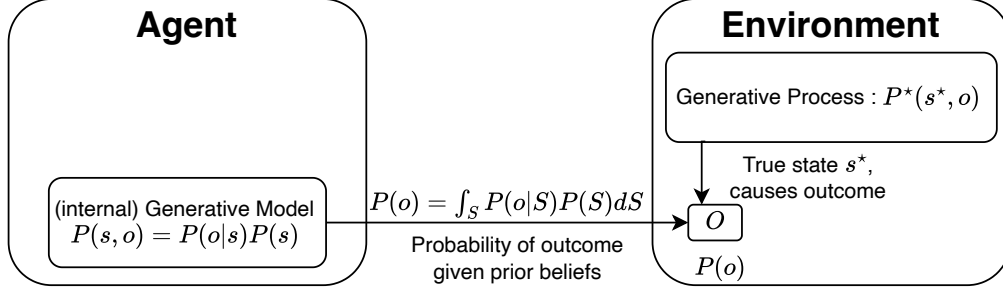 Agent
Environment
Generative Process : P⋆(s⋆, o)
True state s⋆,
causes outcome
(internal) Generative Model
P(s, o) = P(o|s)P(s)
P(o) = ∫_S P(o|S)P(S)dS
Probability of outcome
given prior beliefs
O
P(o)